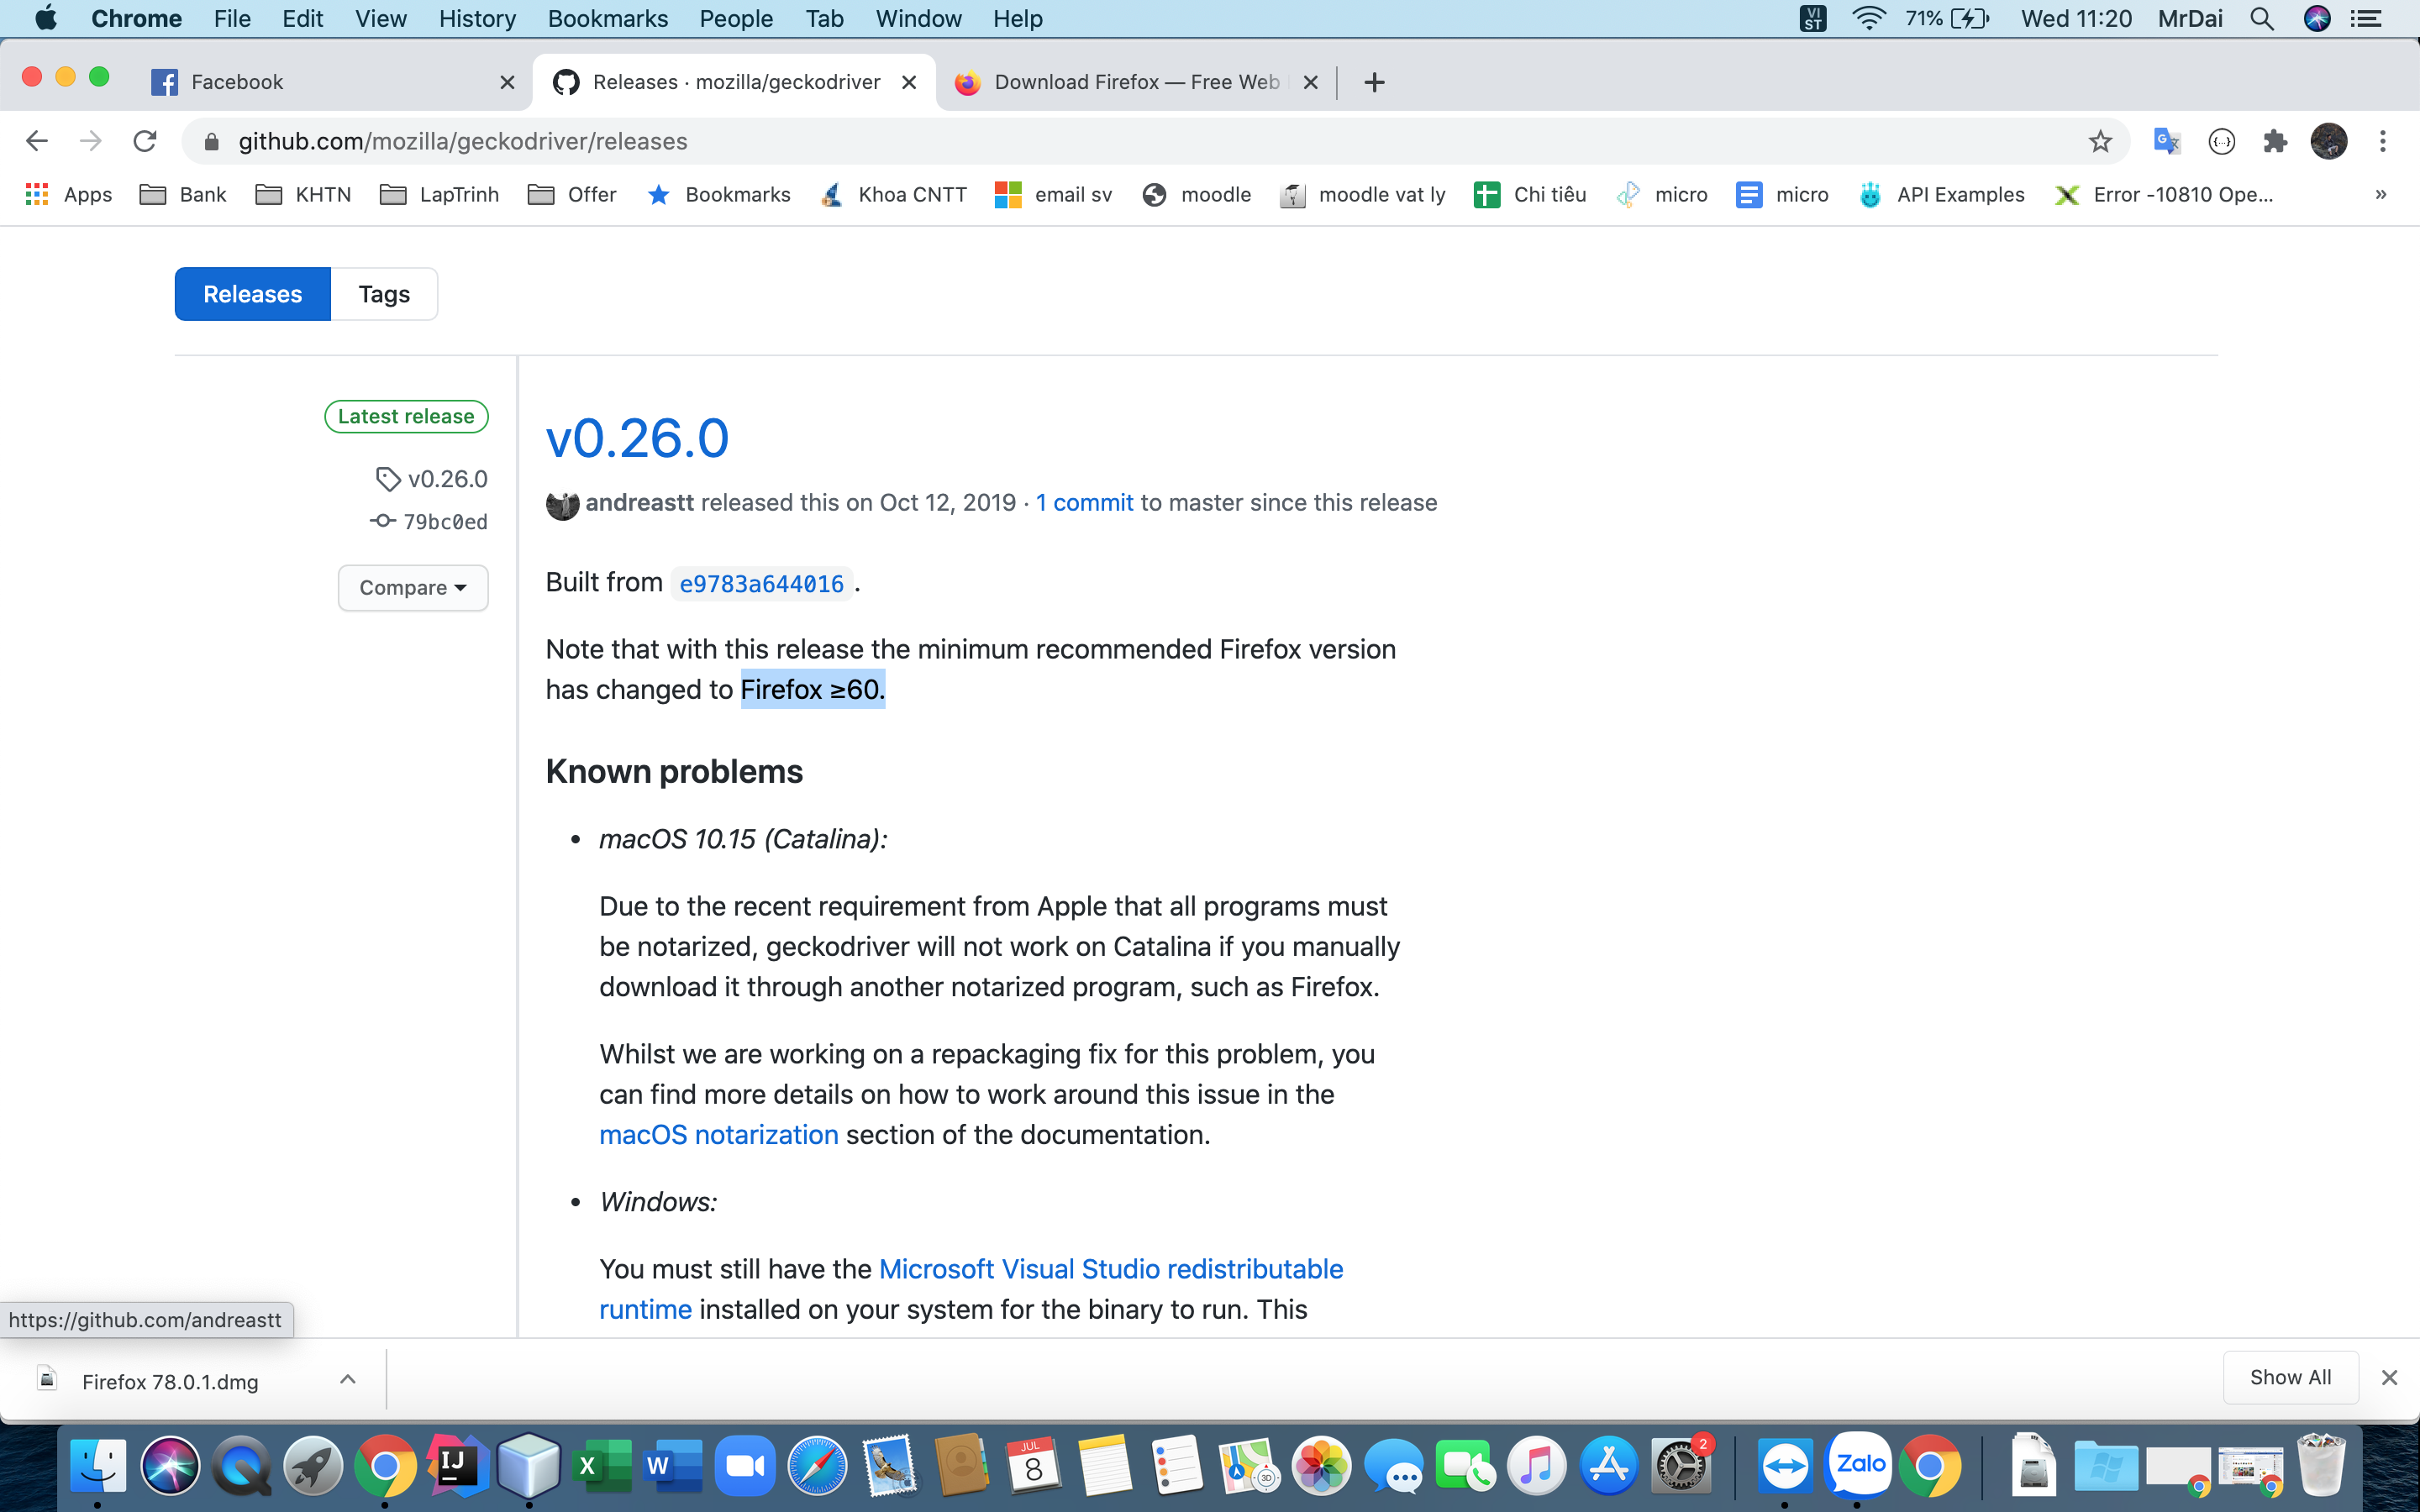 Chrome File Edit View History Bookmarks People Tab Window Help VI ST 71% Wed 11:20 MrDai
Facebook Releases · mozilla/geckodriver Download Firefox — Free Web
github.com/mozilla/geckodriver/releases
Apps Bank KHTN LapTrinh Offer Bookmarks Khoa CNTT email sv moodle moodle vat ly Chi tiêu micro micro API Examples Error -10810 Ope... »
Releases Tags
Latest release
v0.26.0
79bc0ed
Compare
v0.26.0
andreastt released this on Oct 12, 2019 · 1 commit to master since this release
Built from e9783a644016 .
Note that with this release the minimum recommended Firefox version
has changed to Firefox ≥60.
Known problems
• macOS 10.15 (Catalina):
Due to the recent requirement from Apple that all programs must
be notarized, geckodriver will not work on Catalina if you manually
download it through another notarized program, such as Firefox.
Whilst we are working on a repackaging fix for this problem, you
can find more details on how to work around this issue in the
macOS notarization section of the documentation.
• Windows:
You must still have the Microsoft Visual Studio redistributable
runtime installed on your system for the binary to run. This
https://github.com/andreastt
Firefox 78.0.1.dmg Show All
IJ X W JUL 8 3D 2 Zalo